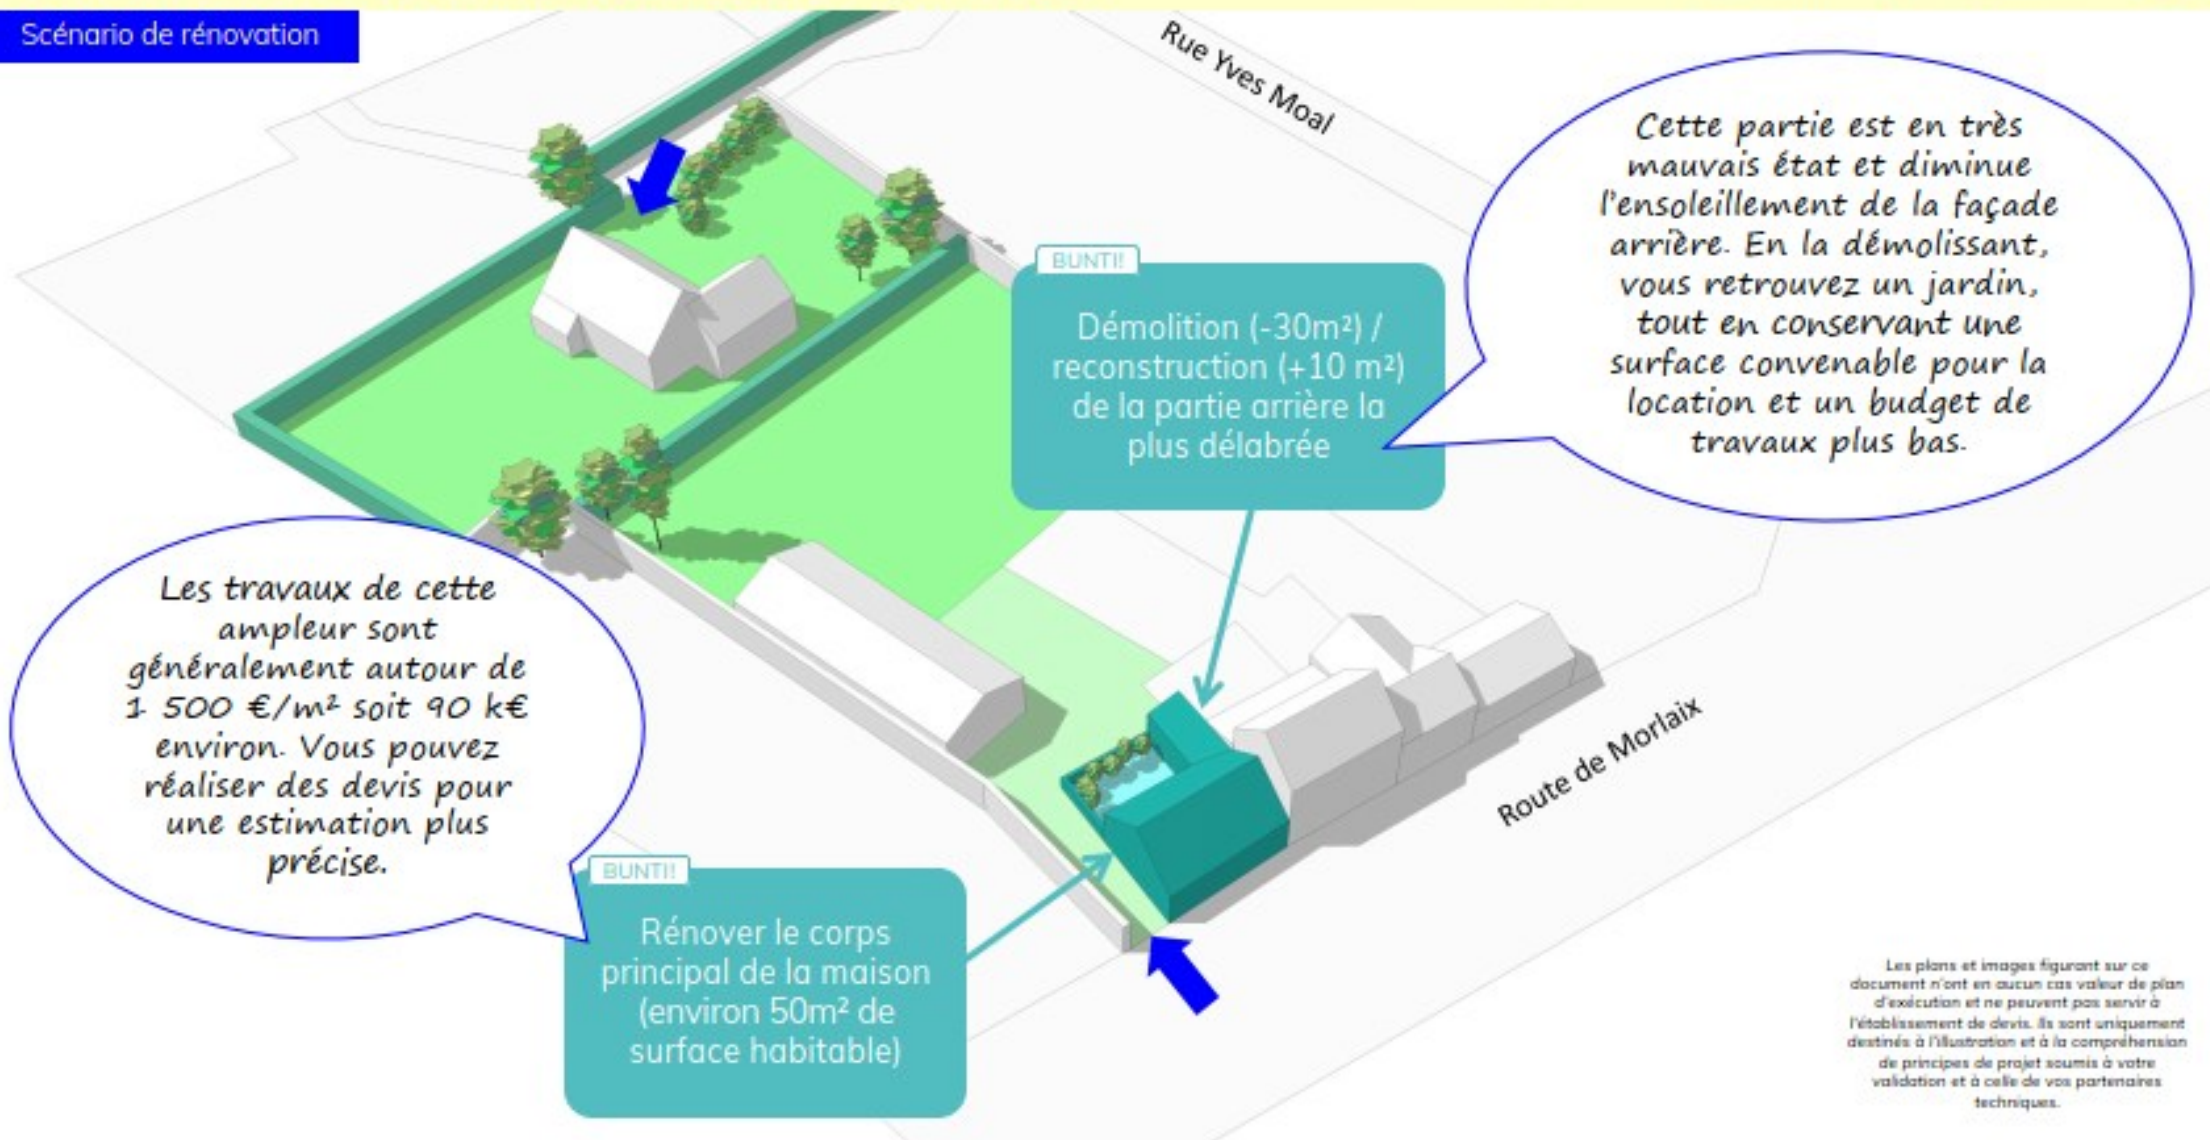 Scénario de rénovation
Rue Yves Moal
Cette partie est en très
mauvais état et diminue
l'ensoleillement de la façade
arrière. En la démolissant,
vous retrouvez un jardin,
tout en conservant une
surface convenable pour la
location et un budget de
travaux plus bas.
BUNTI!
Démolition (-30m²) /
reconstruction (+10 m²)
de la partie arrière la
plus délabrée
Les travaux de cette
ampleur sont
généralement autour de
1 500 €/m² soit 90 k€
environ. Vous pouvez
réaliser des devis pour
une estimation plus
précise.
Route de Morlaix
BUNTI!
Rénover le corps
principal de la maison
(environ 50m² de
surface habitable)
Les plans et images figurant sur ce
document n'ont en aucun cas valeur de plan
d'exécution et ne peuvent pas servir à
l'établissement de devis. Ils sont uniquement
destinés à l'illustration et à la compréhension
de principes de projet soumis à votre
validation et à celle de vos partenaires
techniques.